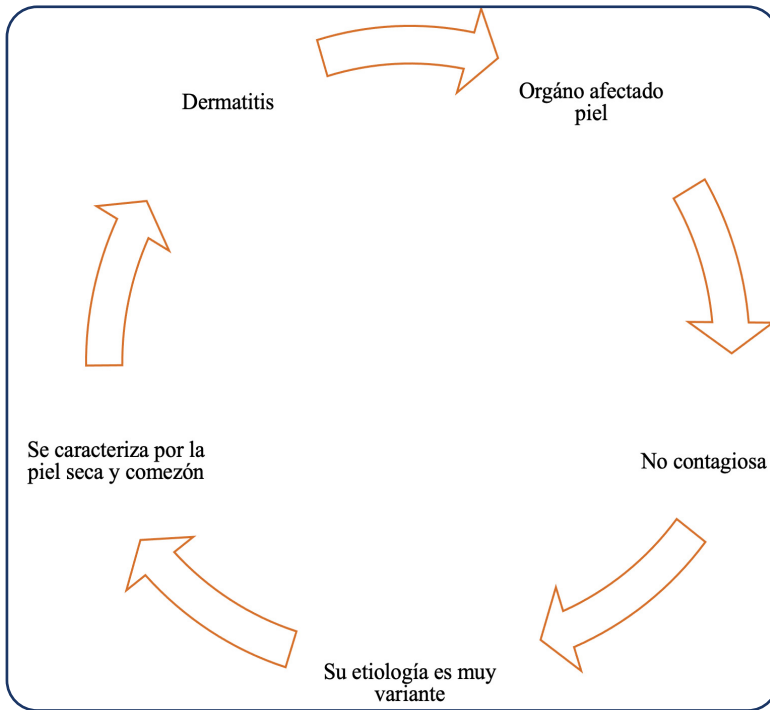 Dermatitis
Orgáno afectado
piel
No contagiosa
Su etiología es muy
variante
Se caracteriza por la
piel seca y comezón